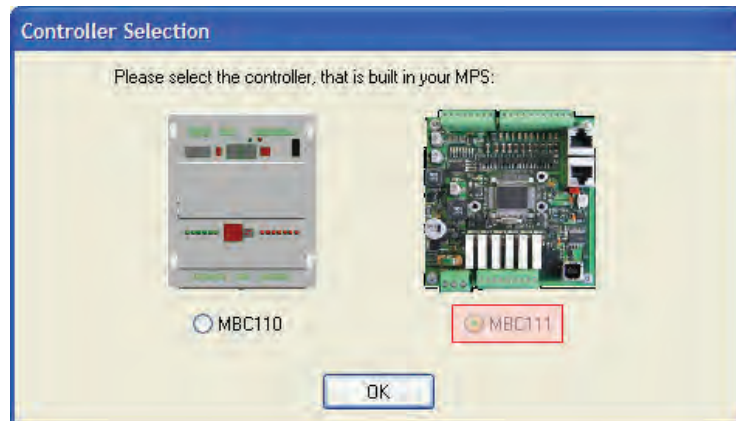 Controller Selection
Please select the controller, that is built in your MPS:
MBC110
MBC111
OK